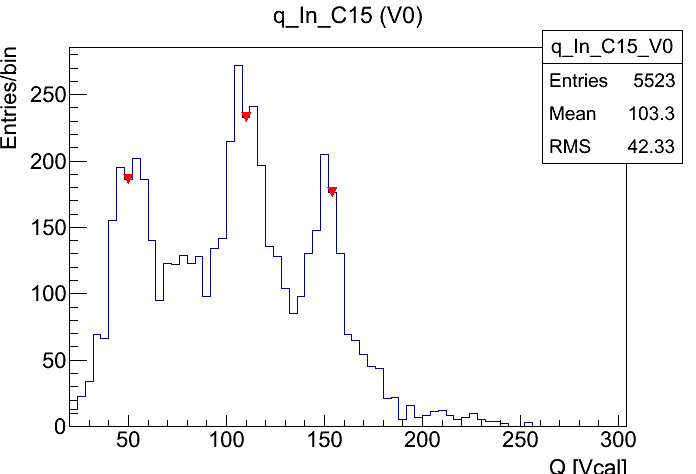 q_In_C15 (V0)
q_In_C15_V0
Entries 5523
Mean 103.3
RMS 42.33
Entries/bin
250
200
150
100
50
0
50 100 150 200 250 300
Q [Vcal]